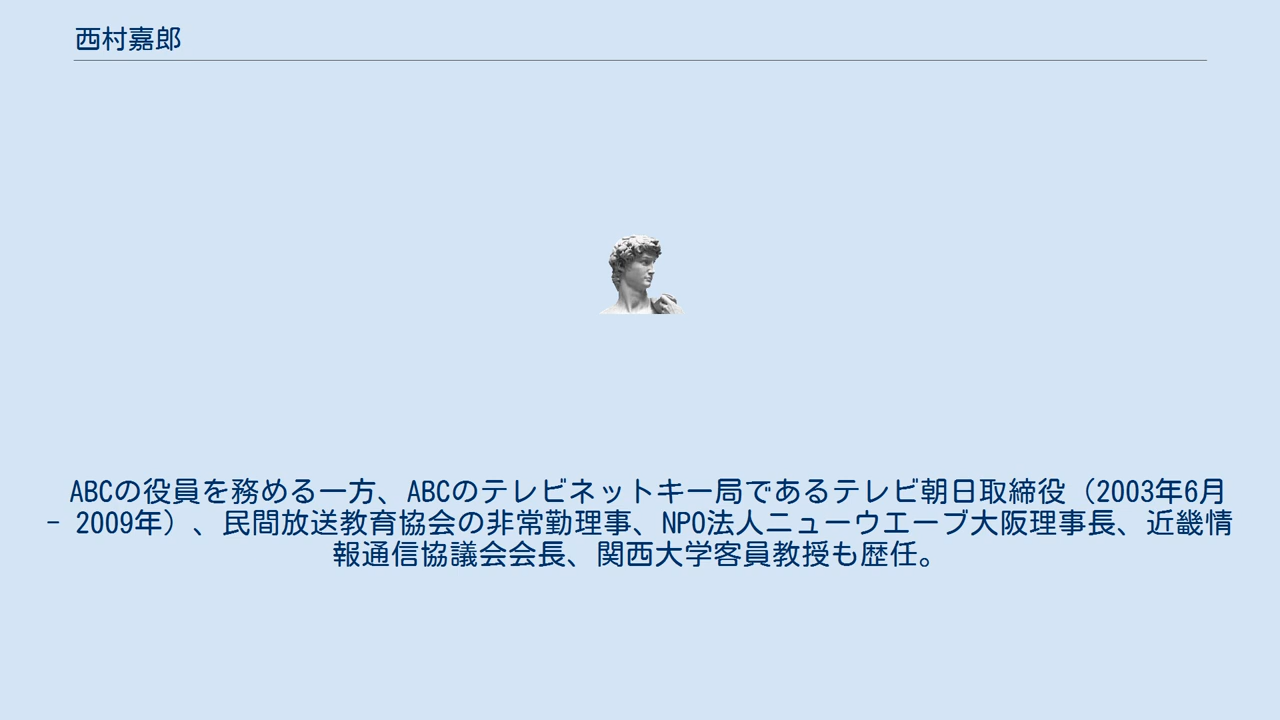 西村嘉郎
ABCの役員を務める一方、ABCのテレビネットキー局であるテレビ朝日取締役（2003年6月
- 2009年）、民間放送教育協会の非常勤理事、NPO法人ニューウエーブ大阪理事長、近畿情
報通信協議会会長、関西大学客員教授も歴任。